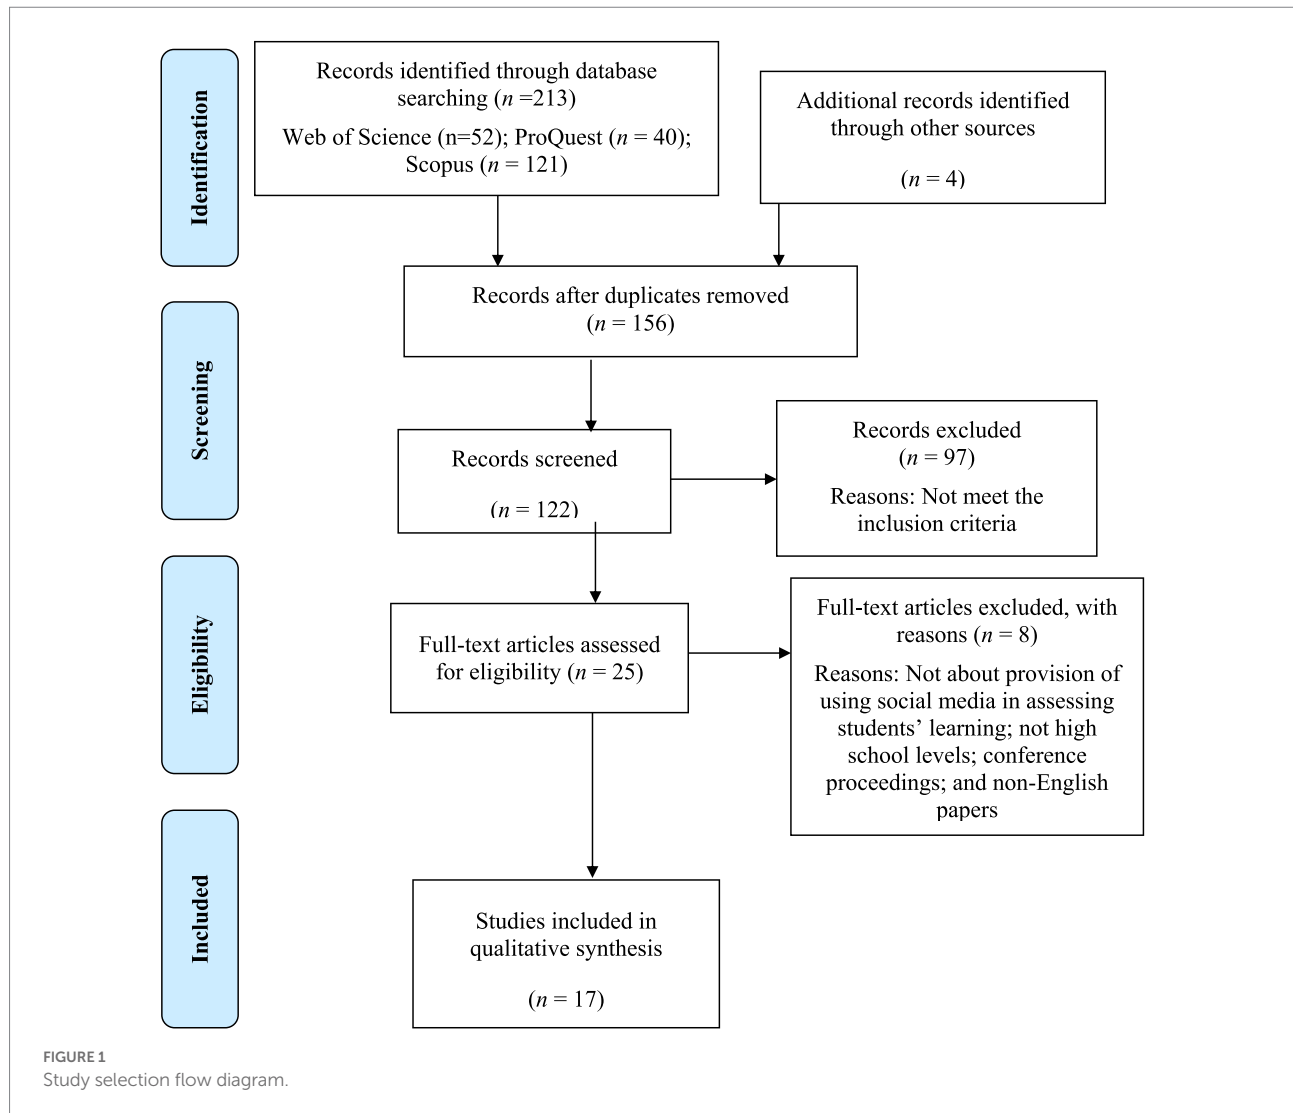 Identification
Records identified through database
searching (n =213)
Web of Science (n=52); ProQuest (n = 40);
Scopus (n = 121)
Additional records identified
through other sources
(n = 4)
Records after duplicates removed
(n = 156)
Screening
Records screened
(n = 122)
Records excluded
(n = 97)
Reasons: Not meet the
inclusion criteria
Eligibility
Full-text articles assessed
for eligibility (n = 25)
Full-text articles excluded, with
reasons (n = 8)
Reasons: Not about provision of
using social media in assessing
students’ learning; not high
school levels; conference
proceedings; and non-English
papers
Included
Studies included in
qualitative synthesis
(n = 17)
FIGURE 1
Study selection flow diagram.